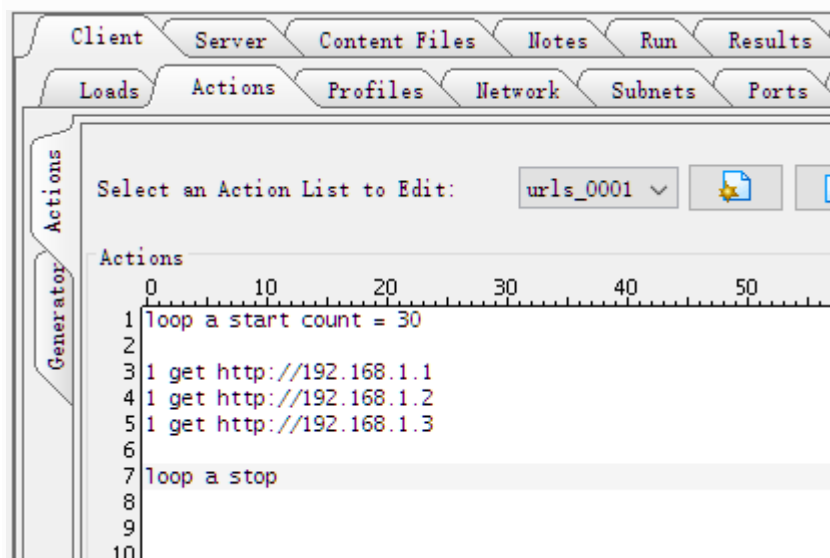 Client Server Content Files Notes Run Results
Loads Actions Profiles Network Subnets Ports
Actions
Generator
Select an Action List to Edit: urls_0001
Actions
0 10 20 30 40 50
1 loop a start count = 30
2
3 1 get http://192.168.1.1
4 1 get http://192.168.1.2
5 1 get http://192.168.1.3
6
7 loop a stop
8
9
10